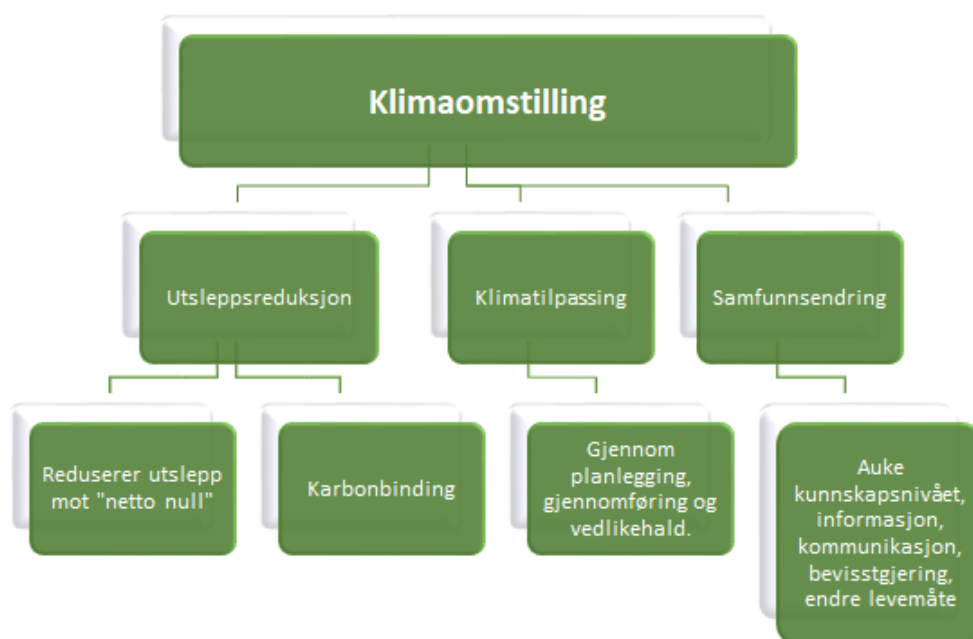 Klimaomstilling
Utsleppsreduksjon
Klimatilpassing
Samfunnsendring
Reduserer utslepp
mot "netto null"
Karbonbinding
Gjennom
planlegging,
gjennomføring og
vedlikehald.
Auke
kunnskapsnivået,
informasjon,
kommunikasjon,
bevisstgjering,
endre levemåte